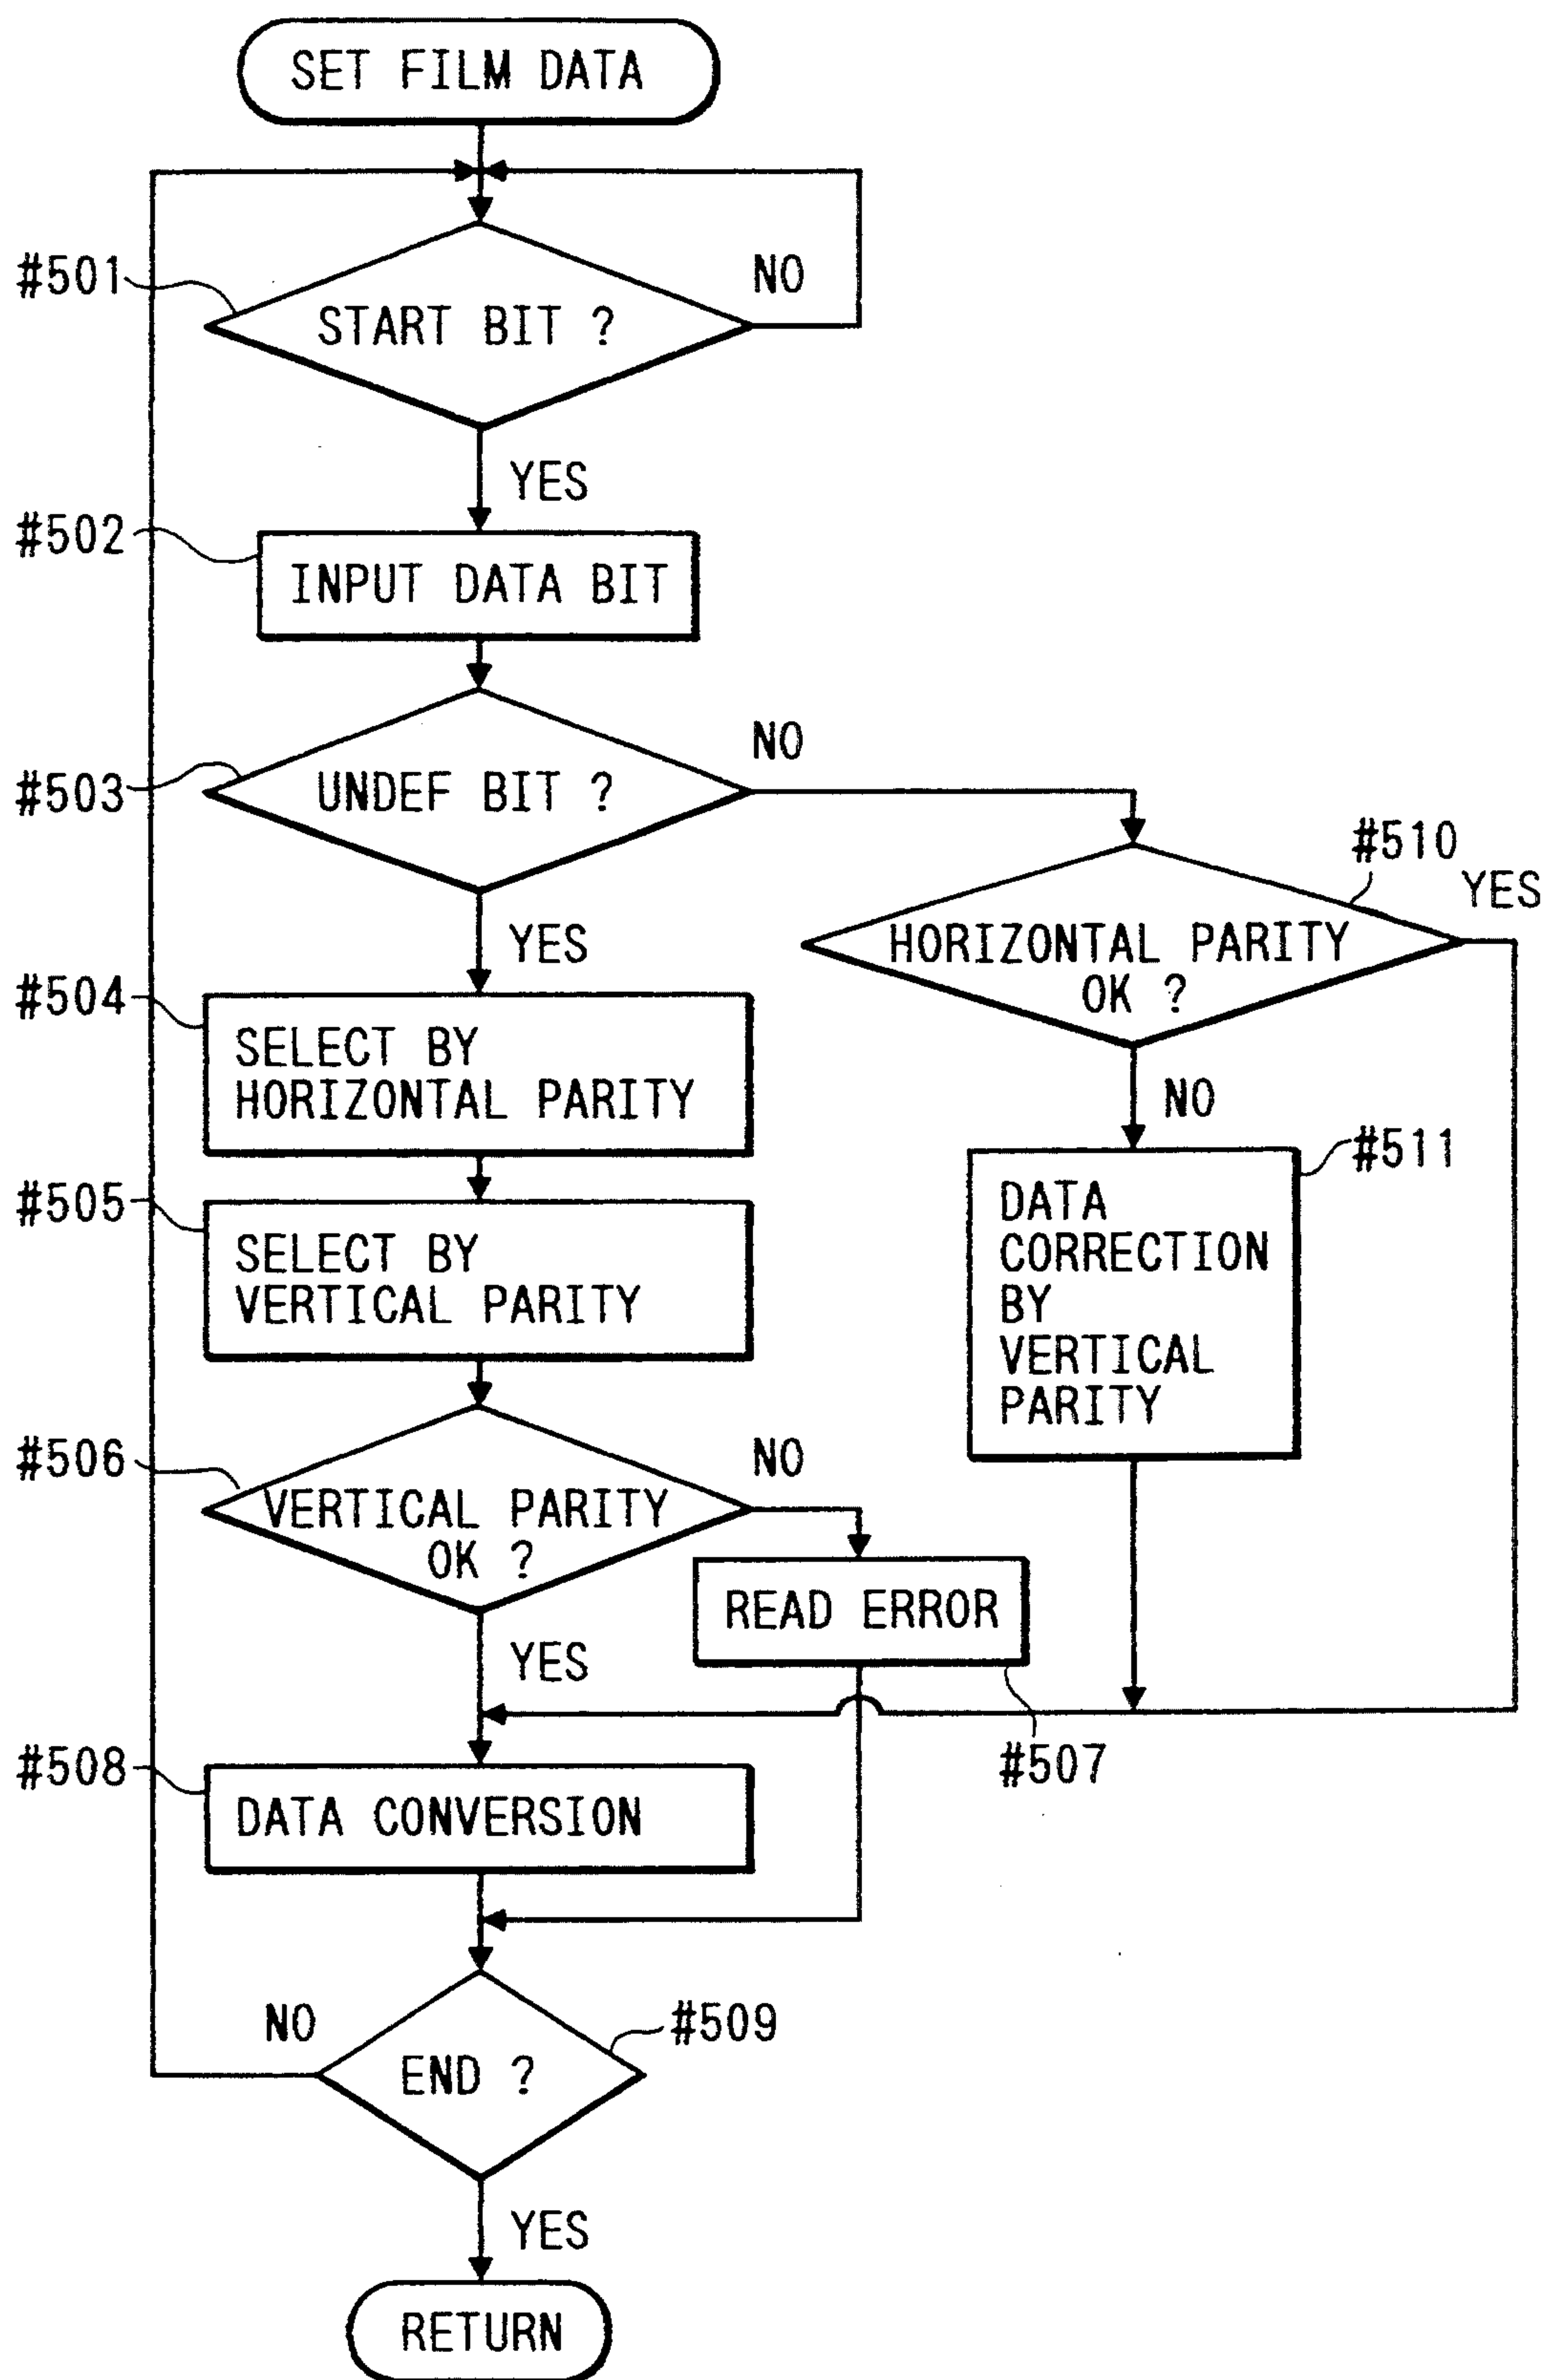 SET FILM DATA
#501
NO
START BIT ?
YES
#502
INPUT DATA BIT
NO
#503
UNDEF BIT ?
#510
YES
YES
HORIZONTAL PARITY
OK ?
#504
SELECT BY
HORIZONTAL PARITY
NO
#511
#505
SELECT BY
VERTICAL PARITY
DATA
CORRECTION
BY
VERTICAL
PARITY
#506
NO
VERTICAL PARITY
OK ?
READ ERROR
YES
#507
#508
DATA CONVERSION
NO
#509
END ?
YES
RETURN